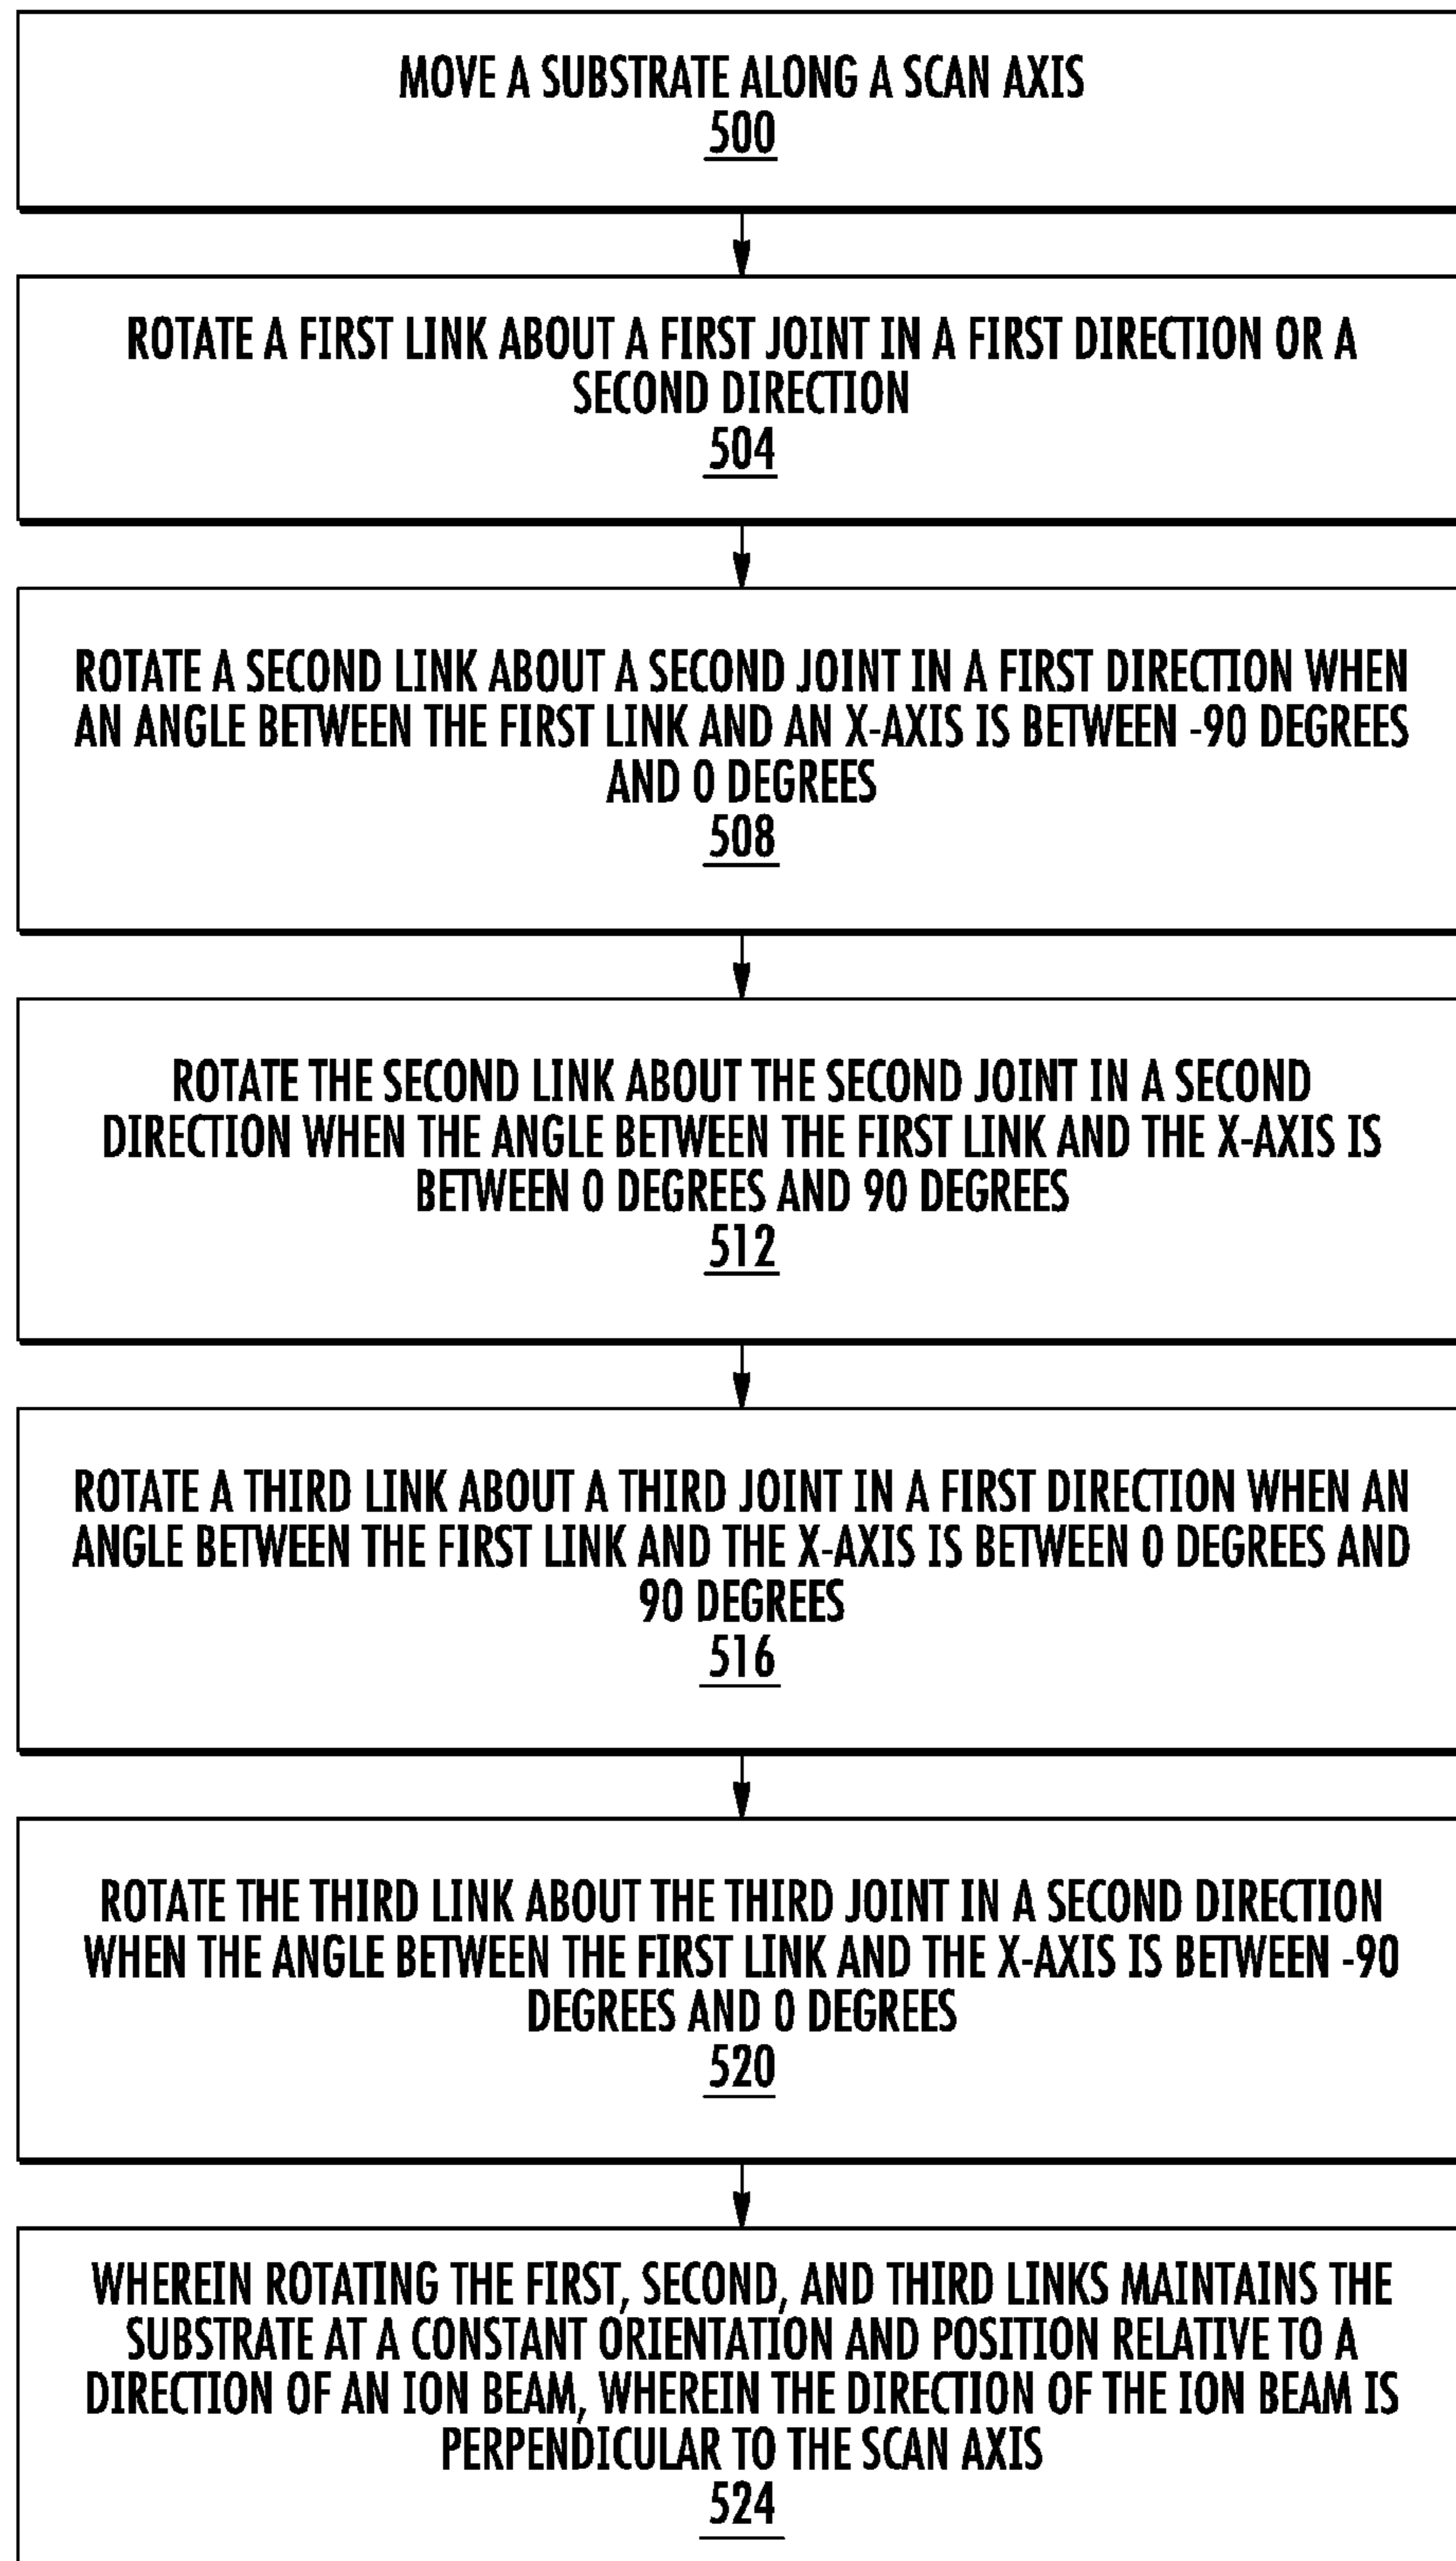 MOVE A SUBSTRATE ALONG A SCAN AXIS
500
ROTATE A FIRST LINK ABOUT A FIRST JOINT IN A FIRST DIRECTION OR A
SECOND DIRECTION
504
ROTATE A SECOND LINK ABOUT A SECOND JOINT IN A FIRST DIRECTION WHEN
AN ANGLE BETWEEN THE FIRST LINK AND AN X-AXIS IS BETWEEN -90 DEGREES
AND 0 DEGREES
508
ROTATE THE SECOND LINK ABOUT THE SECOND JOINT IN A SECOND
DIRECTION WHEN THE ANGLE BETWEEN THE FIRST LINK AND THE X-AXIS IS
BETWEEN 0 DEGREES AND 90 DEGREES
512
ROTATE A THIRD LINK ABOUT A THIRD JOINT IN A FIRST DIRECTION WHEN AN
ANGLE BETWEEN THE FIRST LINK AND THE X-AXIS IS BETWEEN 0 DEGREES AND
90 DEGREES
516
ROTATE THE THIRD LINK ABOUT THE THIRD JOINT IN A SECOND DIRECTION
WHEN THE ANGLE BETWEEN THE FIRST LINK AND THE X-AXIS IS BETWEEN -90
DEGREES AND 0 DEGREES
520
WHEREIN ROTATING THE FIRST, SECOND, AND THIRD LINKS MAINTAINS THE
SUBSTRATE AT A CONSTANT ORIENTATION AND POSITION RELATIVE TO A
DIRECTION OF AN ION BEAM, WHEREIN THE DIRECTION OF THE ION BEAM IS
PERPENDICULAR TO THE SCAN AXIS
524